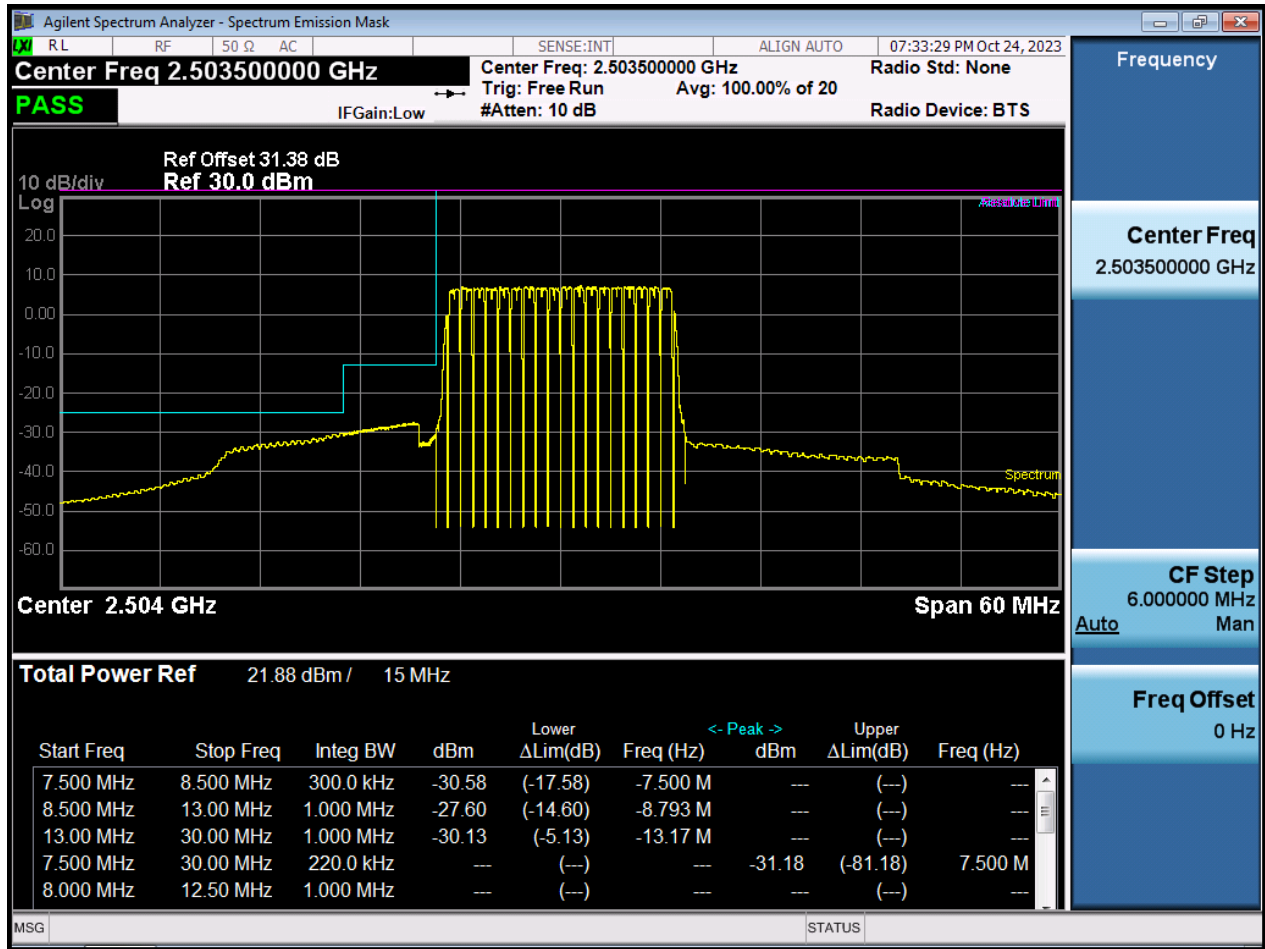 Agilent Spectrum Analyzer - Spectrum Emission Mask
LXI RL RF 50 Ω AC SENSE:INT ALIGN AUTO 07:33:29 PM Oct 24, 2023
Center Freq 2.503500000 GHz Center Freq: 2.503500000 GHz Radio Std: None
Trig: Free Run Avg: 100.00% of 20
PASS IFGain:Low #Atten: 10 dB Radio Device: BTS
Ref Offset 31.38 dB
10 dB/div Ref 30.0 dBm
Log
Limit
20.0
10.0
0.00
-10.0
-20.0
-30.0
-40.0
Spectrum
-50.0
-60.0
Center 2.504 GHz Span 60 MHz
Total Power Ref 21.88 dBm / 15 MHz
Lower <- Peak -> Upper
Start Freq Stop Freq Integ BW dBm ΔLim(dB) Freq (Hz) dBm ΔLim(dB) Freq (Hz)
7.500 MHz 8.500 MHz 300.0 kHz -30.58 (-17.58) -7.500 M --- (---) ---
8.500 MHz 13.00 MHz 1.000 MHz -27.60 (-14.60) -8.793 M --- (---) ---
13.00 MHz 30.00 MHz 1.000 MHz -30.13 (-5.13) -13.17 M --- (---) ---
7.500 MHz 30.00 MHz 220.0 kHz --- (---) --- -31.18 (-81.18) 7.500 M
8.000 MHz 12.50 MHz 1.000 MHz --- (---) --- --- (---) ---
MSG STATUS
Frequency
Center Freq
2.503500000 GHz
CF Step
6.000000 MHz
Auto Man
Freq Offset
0 Hz